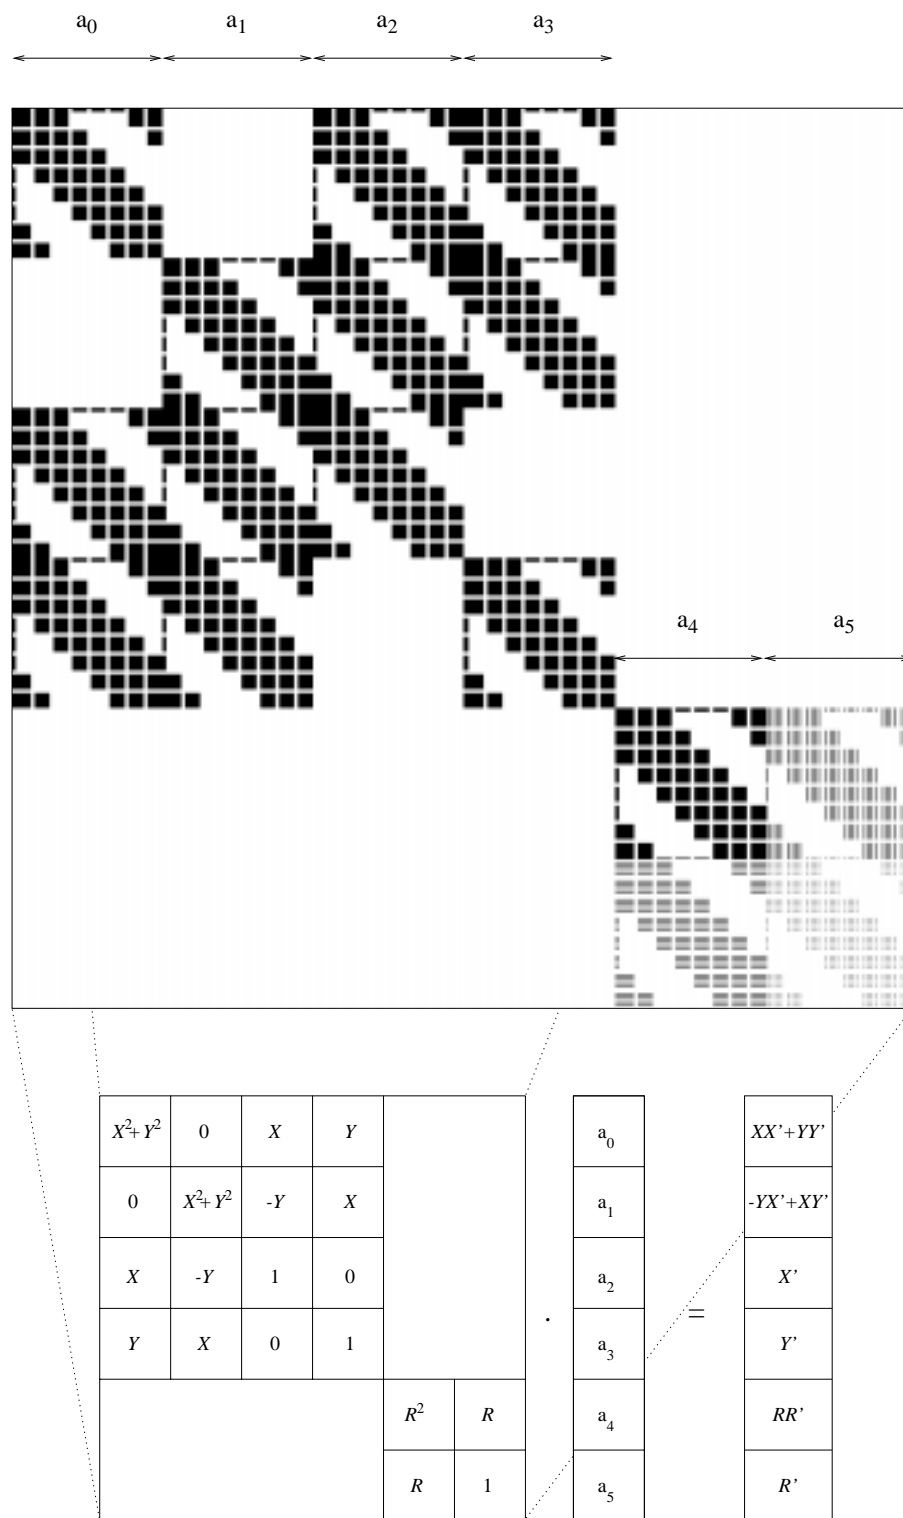 a₀ a₁ a₂ a₃
a₄ a₅
X²+Y² 0 X Y a₀ XX'+YY'
0 X²+Y² -Y X a₁ -YX'+XY'
X -Y 1 0 a₂ X'
. =
Y X 0 1 a₃ Y'
R² R a₄ RR'
R 1 a₅ R'